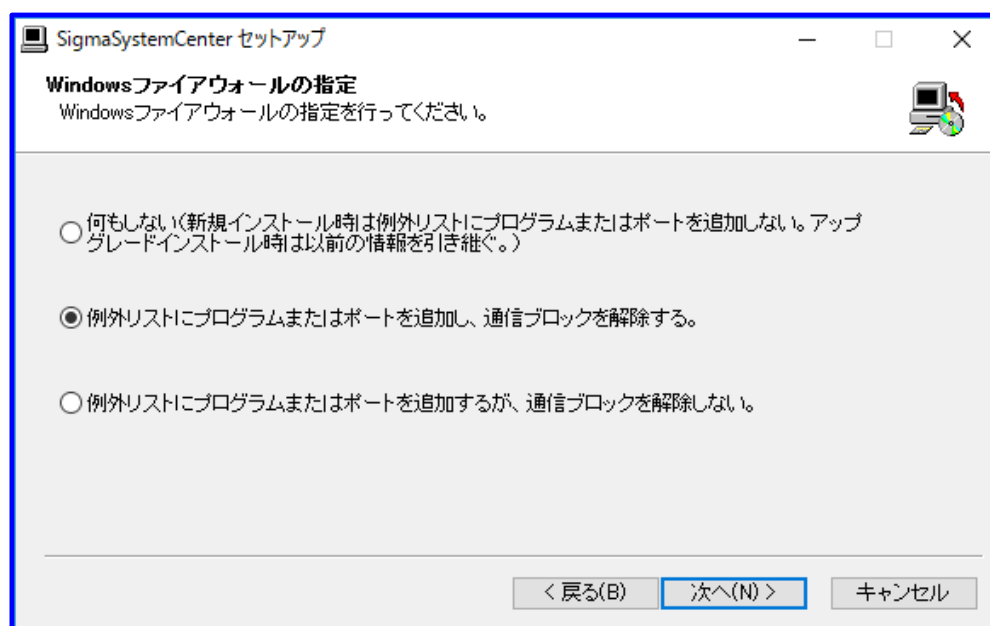 SigmaSystemCenter セットアップ
Windowsファイアウォールの指定
Windowsファイアウォールの指定を行ってください。
何もしない(新規インストール時は例外リストにプログラムまたはポートを追加しない。アップ
グレードインストール時は以前の情報を引き継ぐ。)
例外リストにプログラムまたはポートを追加し、通信ブロックを解除する。
例外リストにプログラムまたはポートを追加するが、通信ブロックを解除しない。
< 戻る(B)
次へ(N) >
キャンセル